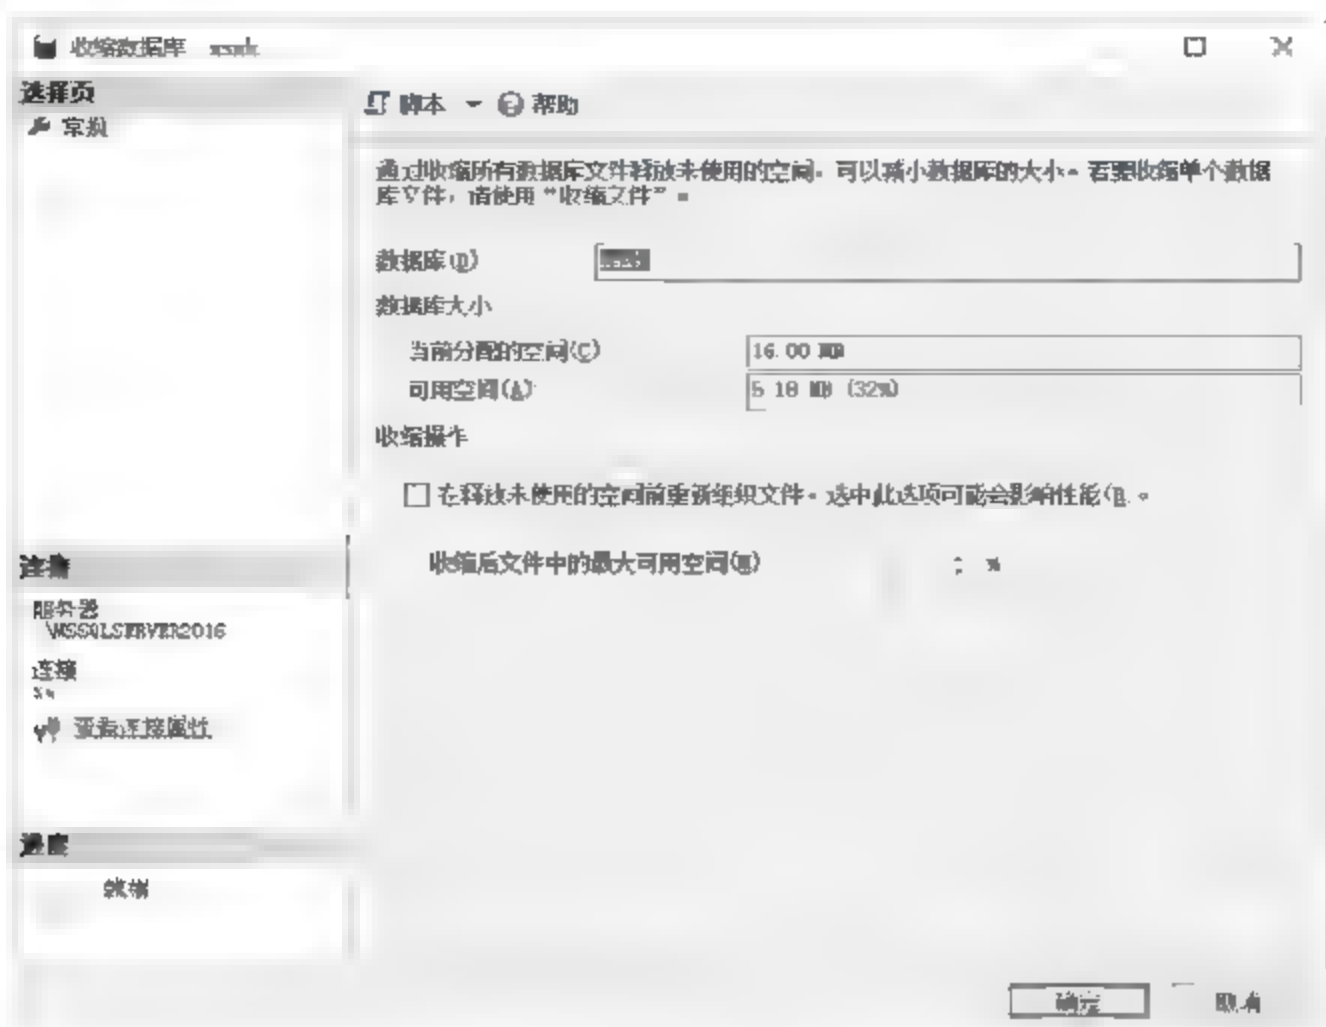 收缩数据库
选择页
常规
脚本 帮助
通过收缩所有数据库文件释放未使用的空间，可以减小数据库的大小。若要收缩单个数据
库文件，请使用“收缩文件”。
数据库(D)
数据库大小
当前分配的空间(C) 16.00 MB
可用空间(A) 5.18 MB (32%)
收缩操作
在释放未使用的空间前重新组织文件。选中此选项可能会影响性能(R)。
收缩后文件中的最大可用空间(M) %
连接
服务器
\MSSQLSERVER2016
连接
查看连接属性
进度
就绪
确定 取消